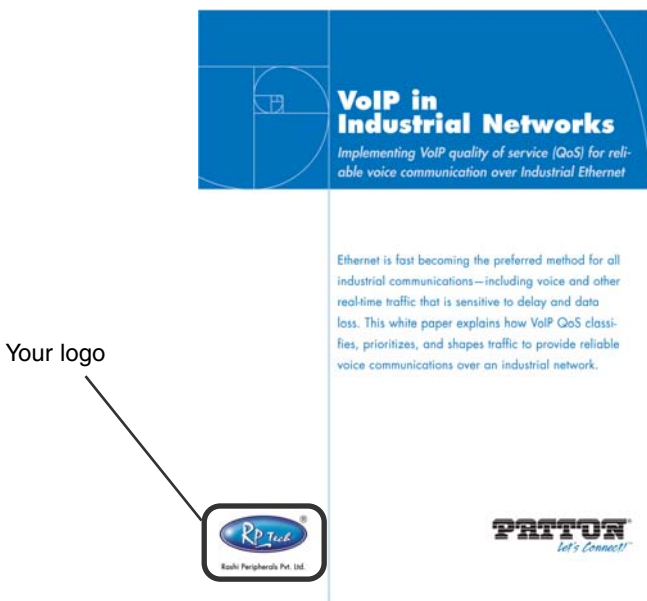 VoIP in
Industrial Networks
Implementing VoIP quality of service (QoS) for reli-
able voice communication over Industrial Ethernet
Ethernet is fast becoming the preferred method for all
industrial communications—including voice and other
real-time traffic that is sensitive to delay and data
loss. This white paper explains how VoIP QoS classi-
fies, prioritizes, and shapes traffic to provide reliable
voice communications over an industrial network.
Your logo
RP Tech ®
Rashi Peripherals Pvt. Ltd.
PATTON®
Let's Connect!™